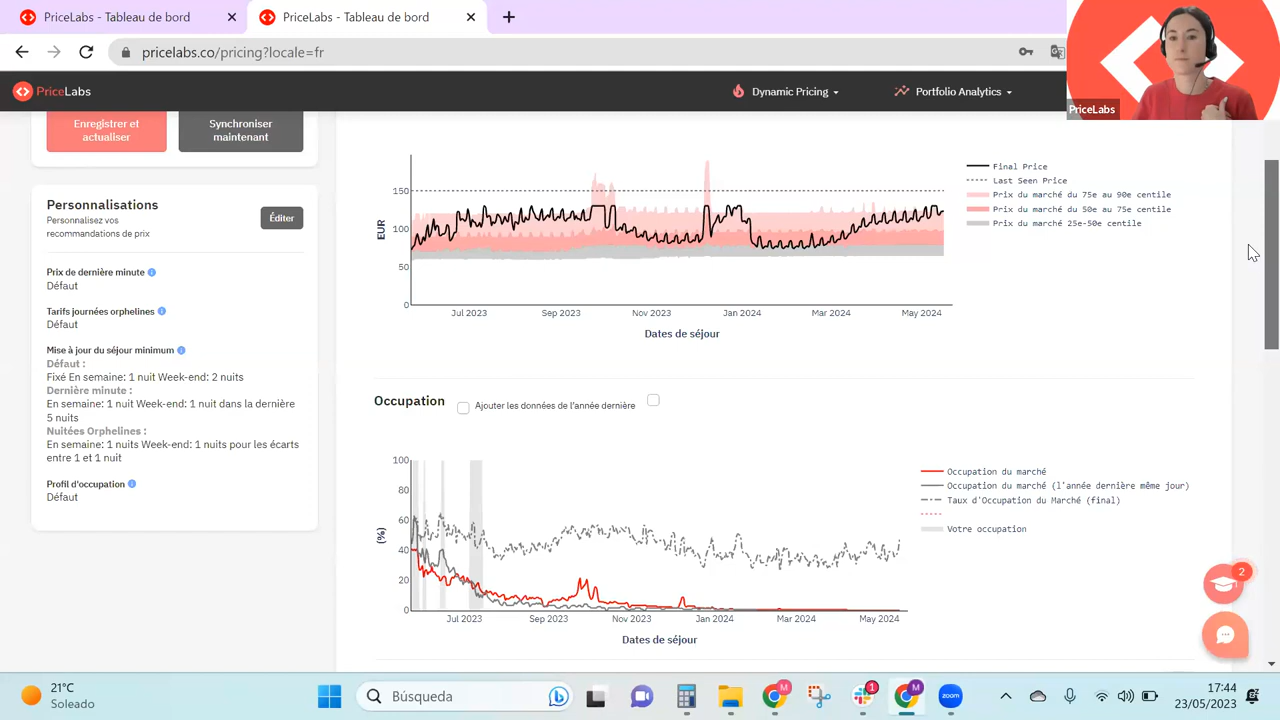 PriceLabs - Tableau de bord
PriceLabs - Tableau de bord
pricelabs.co/pricing?locale=fr
PriceLabs
Dynamic Pricing
Portfolio Analytics
PriceLabs
Enregistrer et
actualiser
Synchroniser
maintenant
Personnalisations
Personnalisez vos
recommandations de prix
Éditer
Prix de dernière minute
Défaut
Tarifs journées orphelines
Défaut
Mise à jour du séjour minimum
Défaut :
Fixé En semaine: 1 nuit Week-end: 2 nuits
Dernière minute :
En semaine: 1 nuit Week-end: 1 nuit dans la dernière
5 nuits
Nuitées Orphelines :
En semaine: 1 nuits Week-end: 1 nuits pour les écarts
entre 1 et 1 nuit
Profil d'occupation
Défaut
EUR
150
100
50
0
Jul 2023
Sep 2023
Nov 2023
Jan 2024
Mar 2024
May 2024
Dates de séjour
Final Price
Last Seen Price
Prix du marché du 75e au 90e centile
Prix du marché du 50e au 75e centile
Prix du marché 25e-50e centile
Occupation
Ajouter les données de l'année dernière
(%)
100
80
60
40
20
0
Jul 2023
Sep 2023
Nov 2023
Jan 2024
Mar 2024
May 2024
Dates de séjour
Occupation du marché
Occupation du marché (l'année dernière même jour)
Taux d'Occupation du Marché (final)
Votre occupation
2
21°C
Soleado
Búsqueda
M
1
M
zoom
17:44
23/05/2023